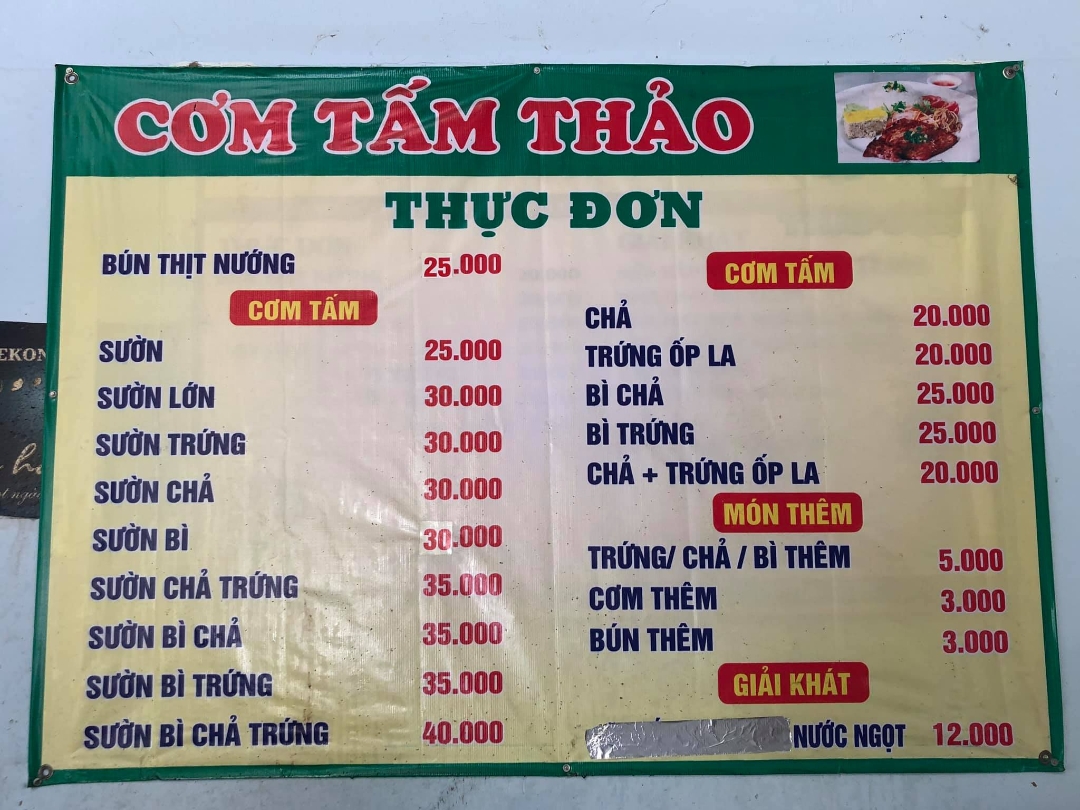 CƠM TẤM THẢO
THỰC ĐƠN
BÚN THỊT NƯỚNG 25.000
CƠM TẤM
SƯỜN 25.000
SƯỜN LỚN 30.000
SƯỜN TRỨNG 30.000
SƯỜN CHẢ 30.000
SƯỜN BÌ 30.000
SƯỜN CHẢ TRỨNG 35.000
SƯỜN BÌ CHẢ 35.000
SƯỜN BÌ TRỨNG 35.000
SƯỜN BÌ CHẢ TRỨNG 40.000
CƠM TẤM
CHẢ 20.000
TRỨNG ỐP LA 20.000
BÌ CHẢ 25.000
BÌ TRỨNG 25.000
CHẢ + TRỨNG ỐP LA 20.000
MÓN THÊM
TRỨNG/ CHẢ / BÌ THÊM 5.000
CƠM THÊM 3.000
BÚN THÊM 3.000
GIẢI KHÁT
NƯỚC NGỌT 12.000